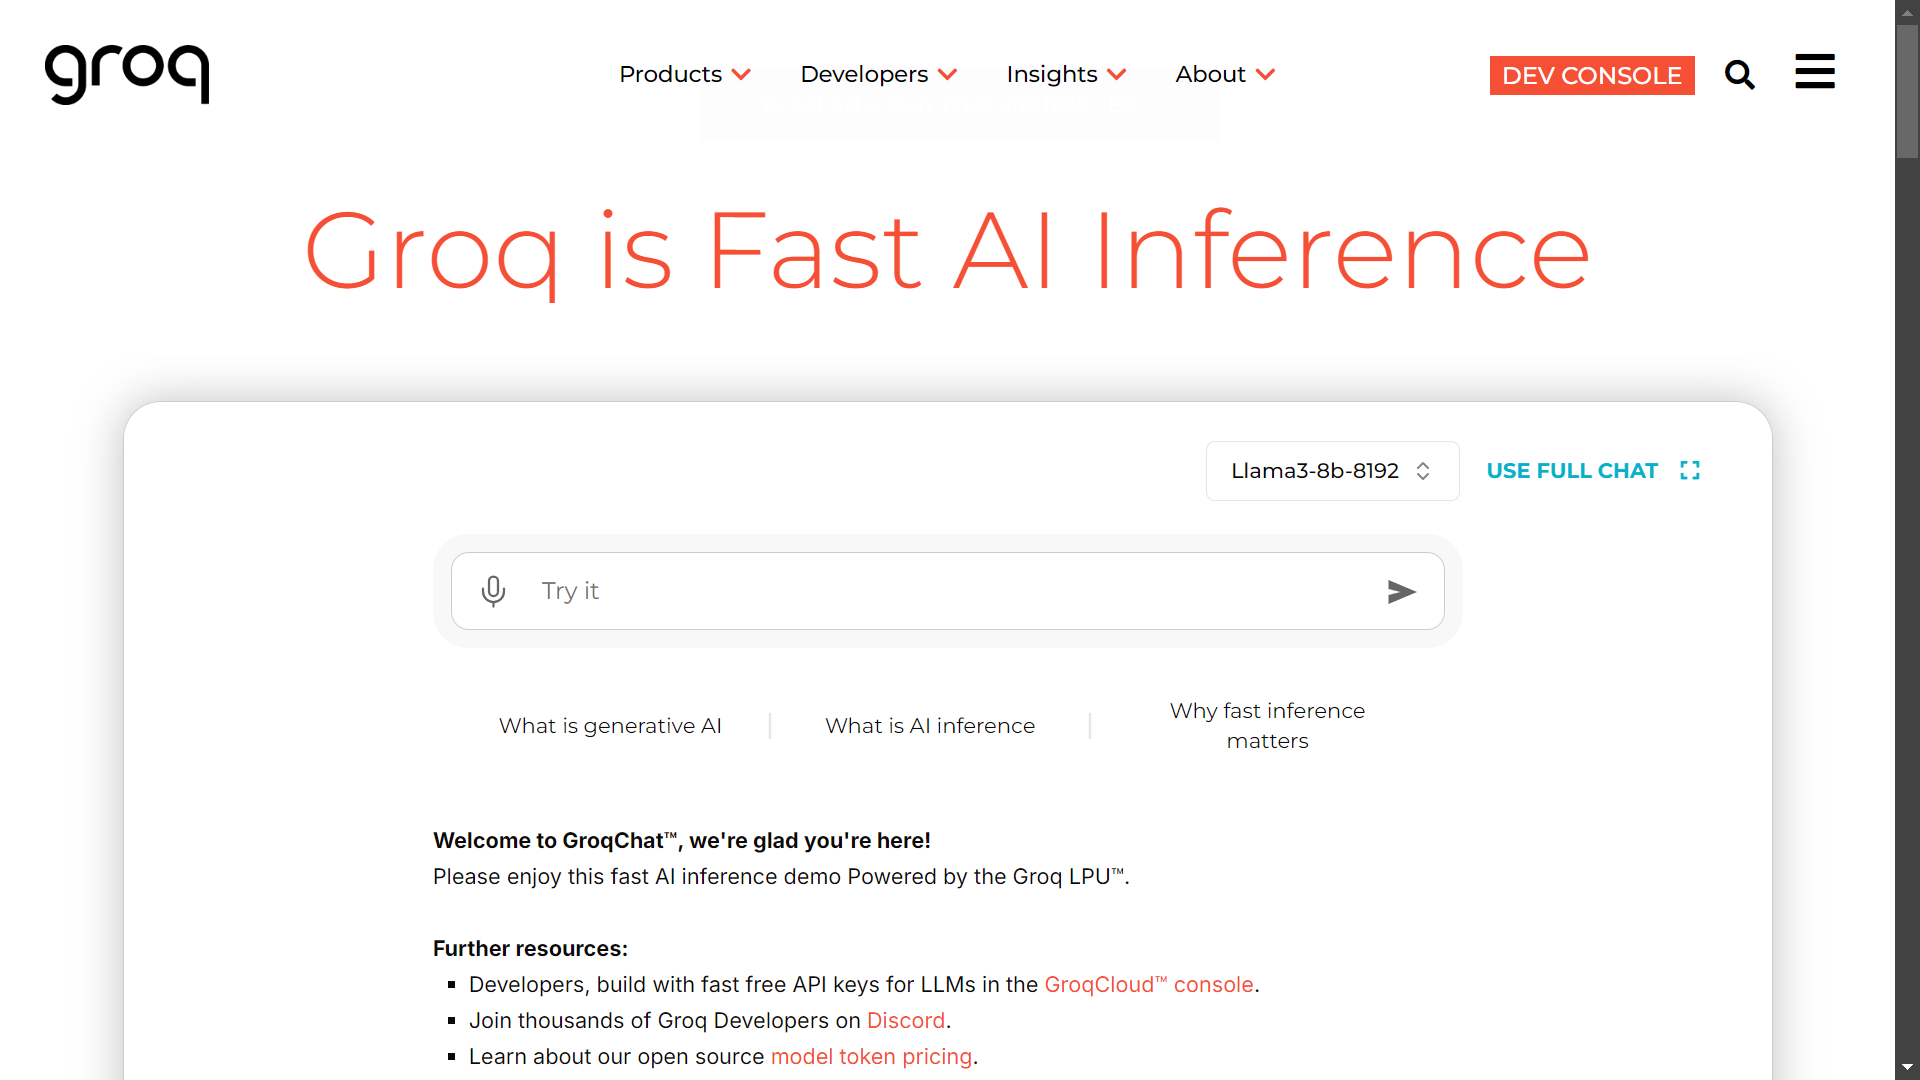 groq
Products Developers Insights About DEV CONSOLE
Groq is Fast AI Inference
Llama3-8b-8192 USE FULL CHAT
Try it
What is generative AI
What is AI inference
Why fast inference
matters
Welcome to GroqChat™, we're glad you're here!
Please enjoy this fast AI inference demo Powered by the Groq LPU™.
Further resources:
▪ Developers, build with fast free API keys for LLMs in the GroqCloud™ console.
▪ Join thousands of Groq Developers on Discord.
▪ Learn about our open source model token pricing.